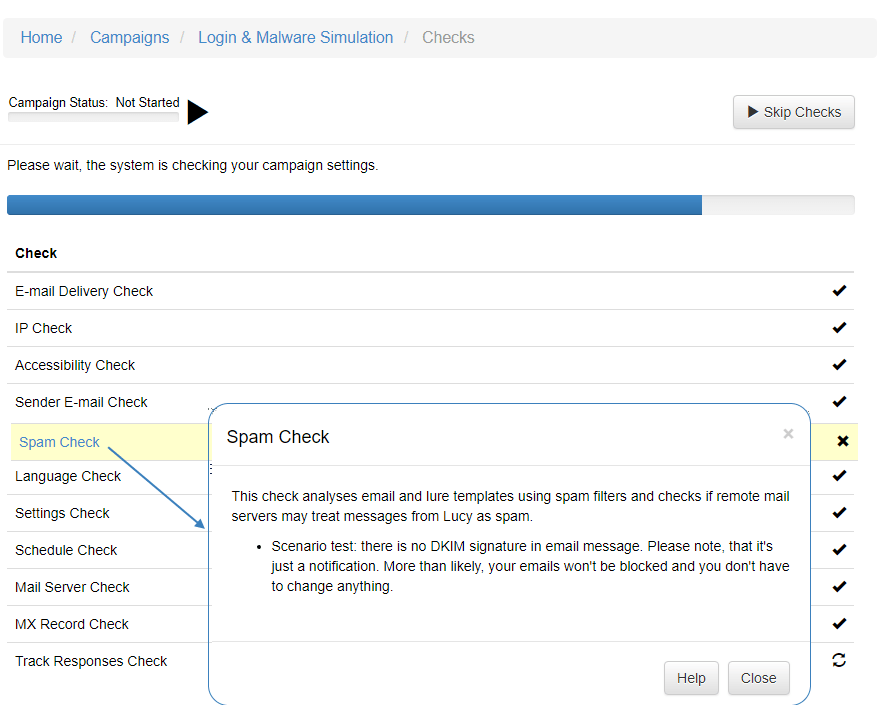 Home / Campaigns / Login & Malware Simulation / Checks
Campaign Status: Not Started
Skip Checks
Please wait, the system is checking your campaign settings.
Check
E-mail Delivery Check
IP Check
Accessibility Check
Sender E-mail Check
Spam Check
Language Check
Settings Check
Schedule Check
Mail Server Check
MX Record Check
Track Responses Check
Spam Check ×
This check analyses email and lure templates using spam filters and checks if remote mail
servers may treat messages from Lucy as spam.
• Scenario test: there is no DKIM signature in email message. Please note, that it's
just a notification. More than likely, your emails won't be blocked and you don't have
to change anything.
Help
Close